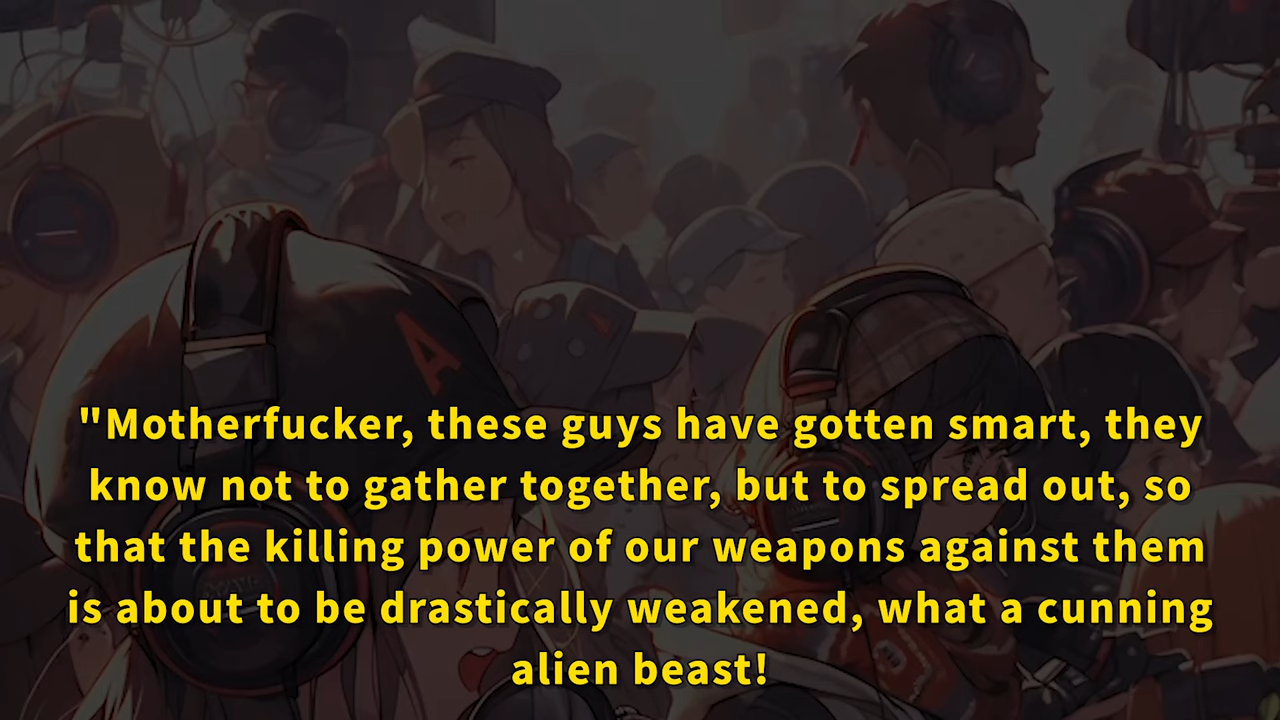 A
"Motherfucker, these guys have gotten smart, they
know not to gather together, but to spread out, so
that the killing power of our weapons against them
is about to be drastically weakened, what a cunning
alien beast!